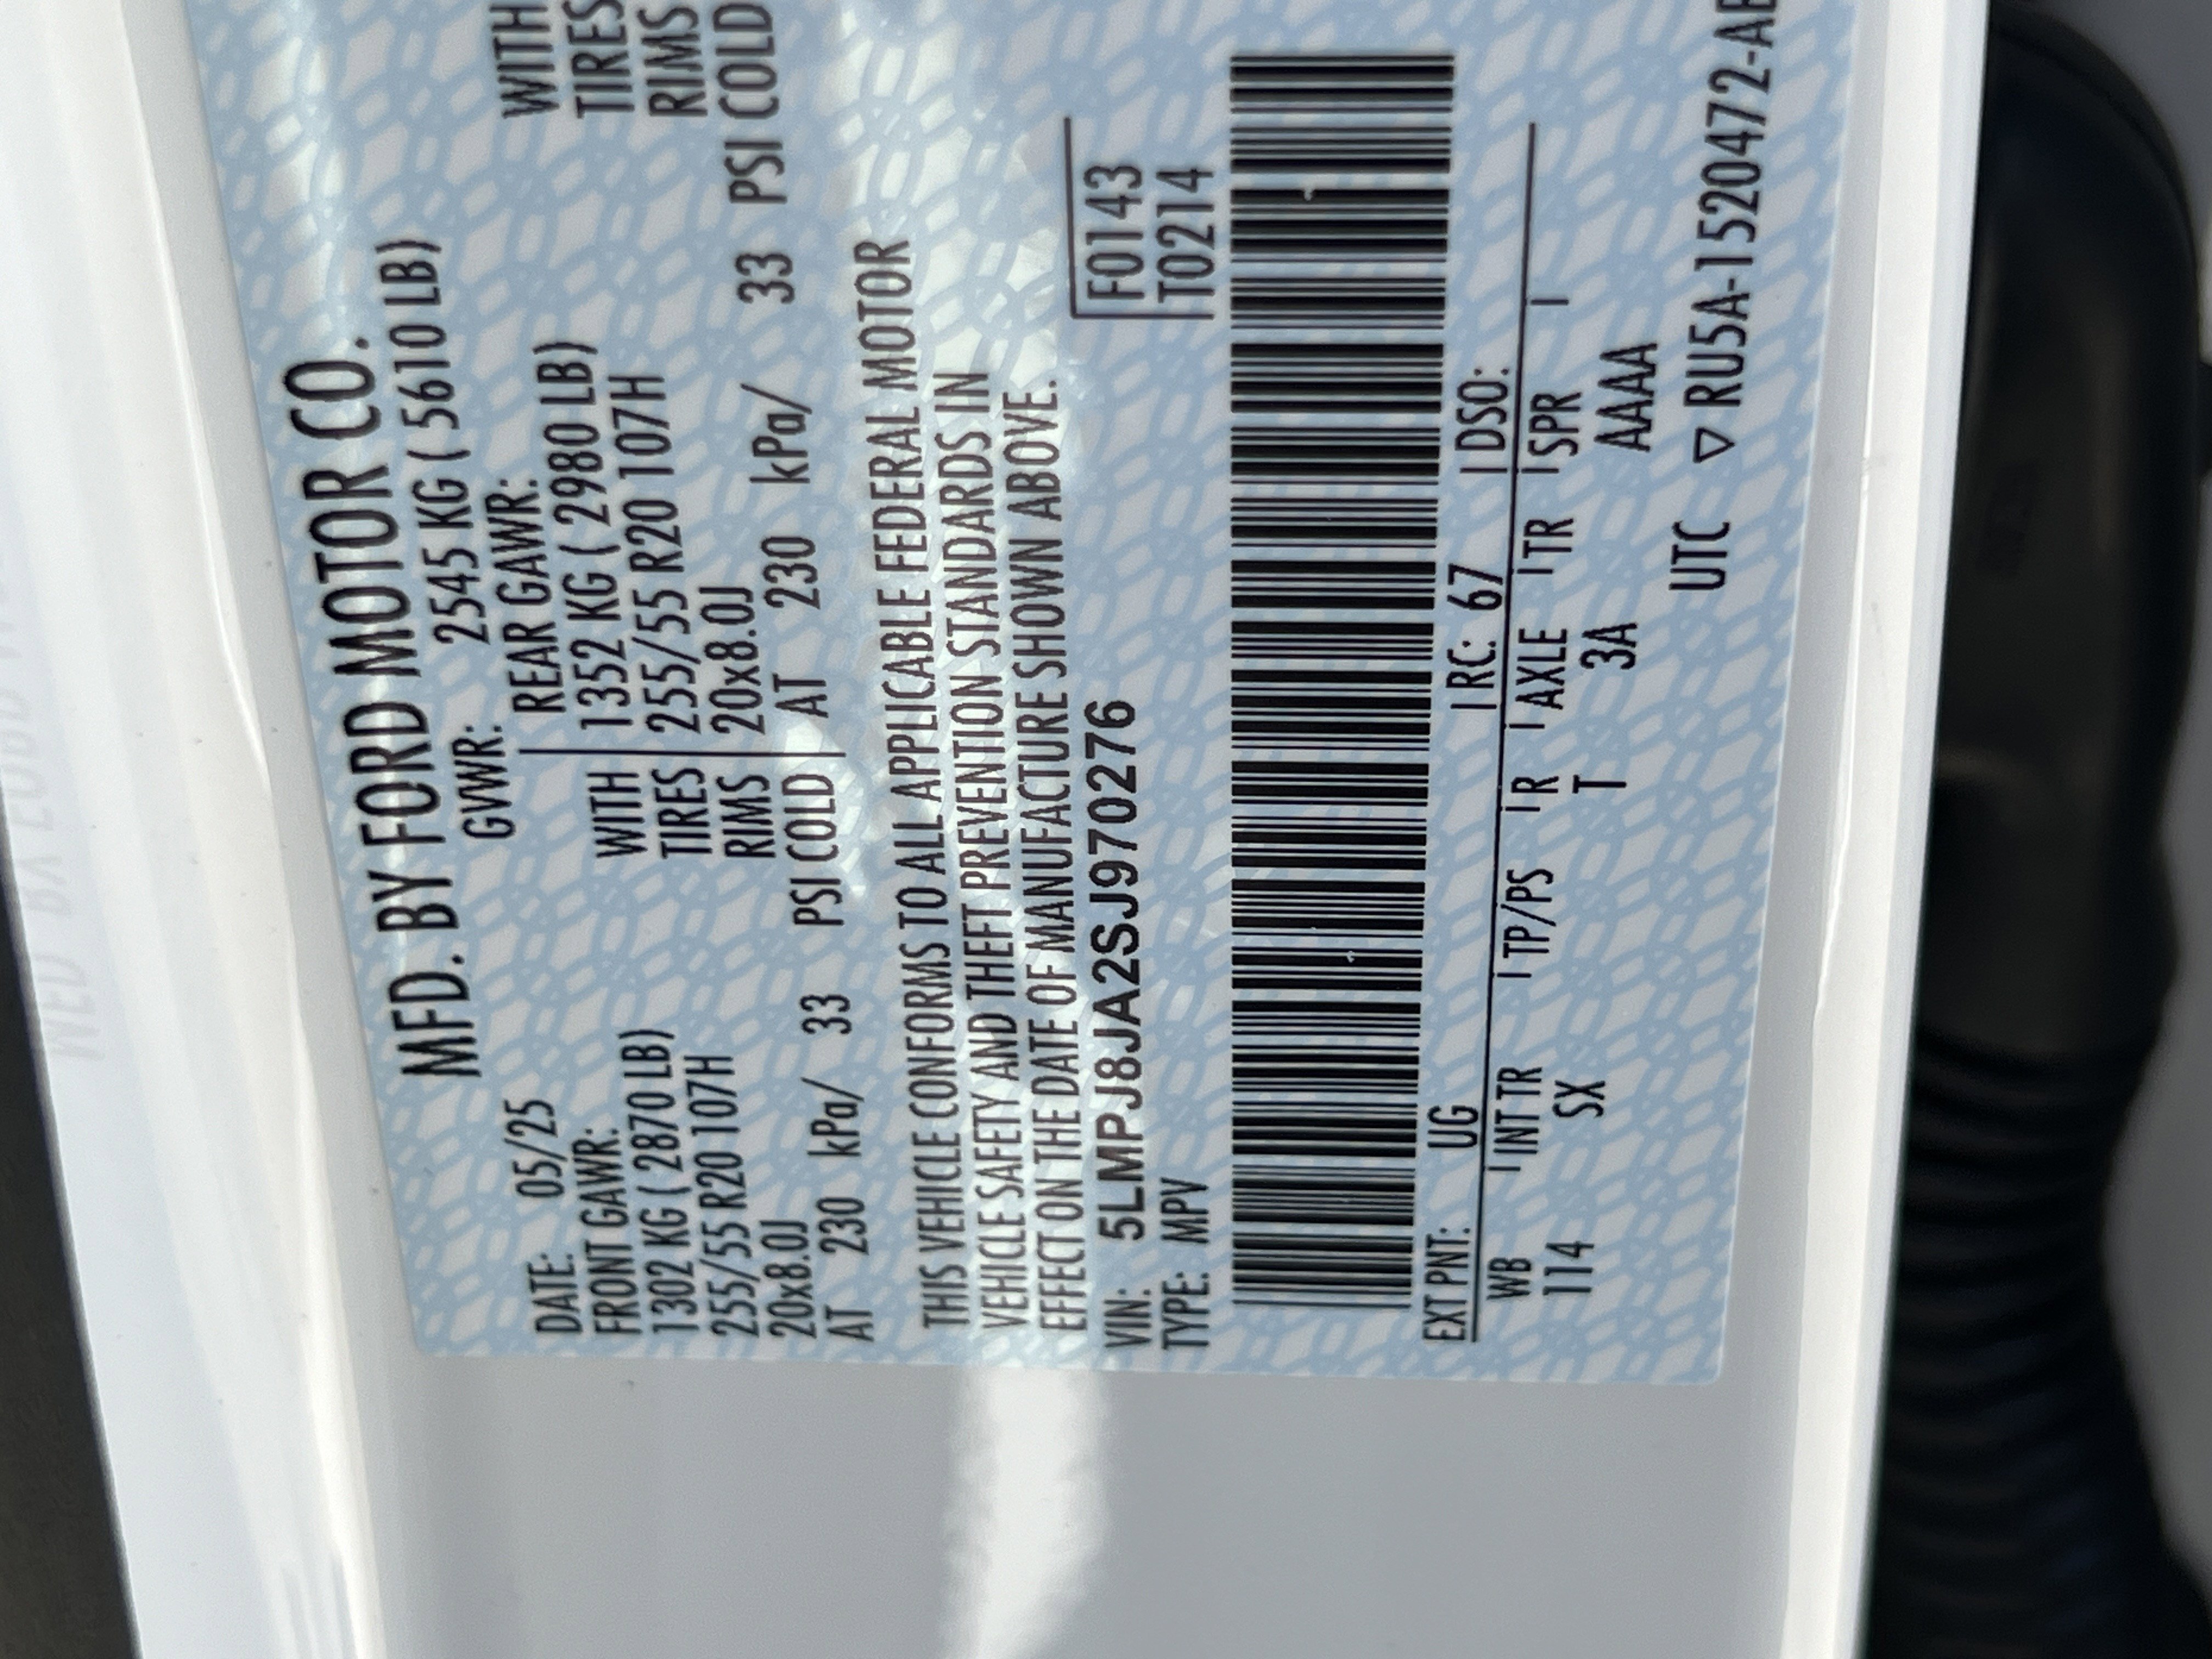 MFD. BY FORD MOTOR CO.
DATE: 05/25 GVWR: 2545 KG ( 5610 LB)
FRONT GAWR: REAR GAWR:
1302 KG ( 2870 LB) WITH 1352 KG ( 2980 LB) WITH
255/55 R20 107H TIRES 255/55 R20 107H TIRES
20x8.0J RIMS 20x8.0J RIMS
AT 230 kPa/ 33 PSI COLD AT 230 kPa/ 33 PSI COLD
THIS VEHICLE CONFORMS TO ALL APPLICABLE FEDERAL MOTOR
VEHICLE SAFETY AND THEFT PREVENTION STANDARDS IN
EFFECT ON THE DATE OF MANUFACTURE SHOWN ABOVE.
VIN: 5LMPJ8JA2SJ970276 F0143
TYPE: MPV T0214
EXT PNT: UG RC: 67 DSO:
WB INT TR TP/PS R AXLE TR SPR
114 SX T 3A AAAA
UTC ▽ RU5A-1520472-AE